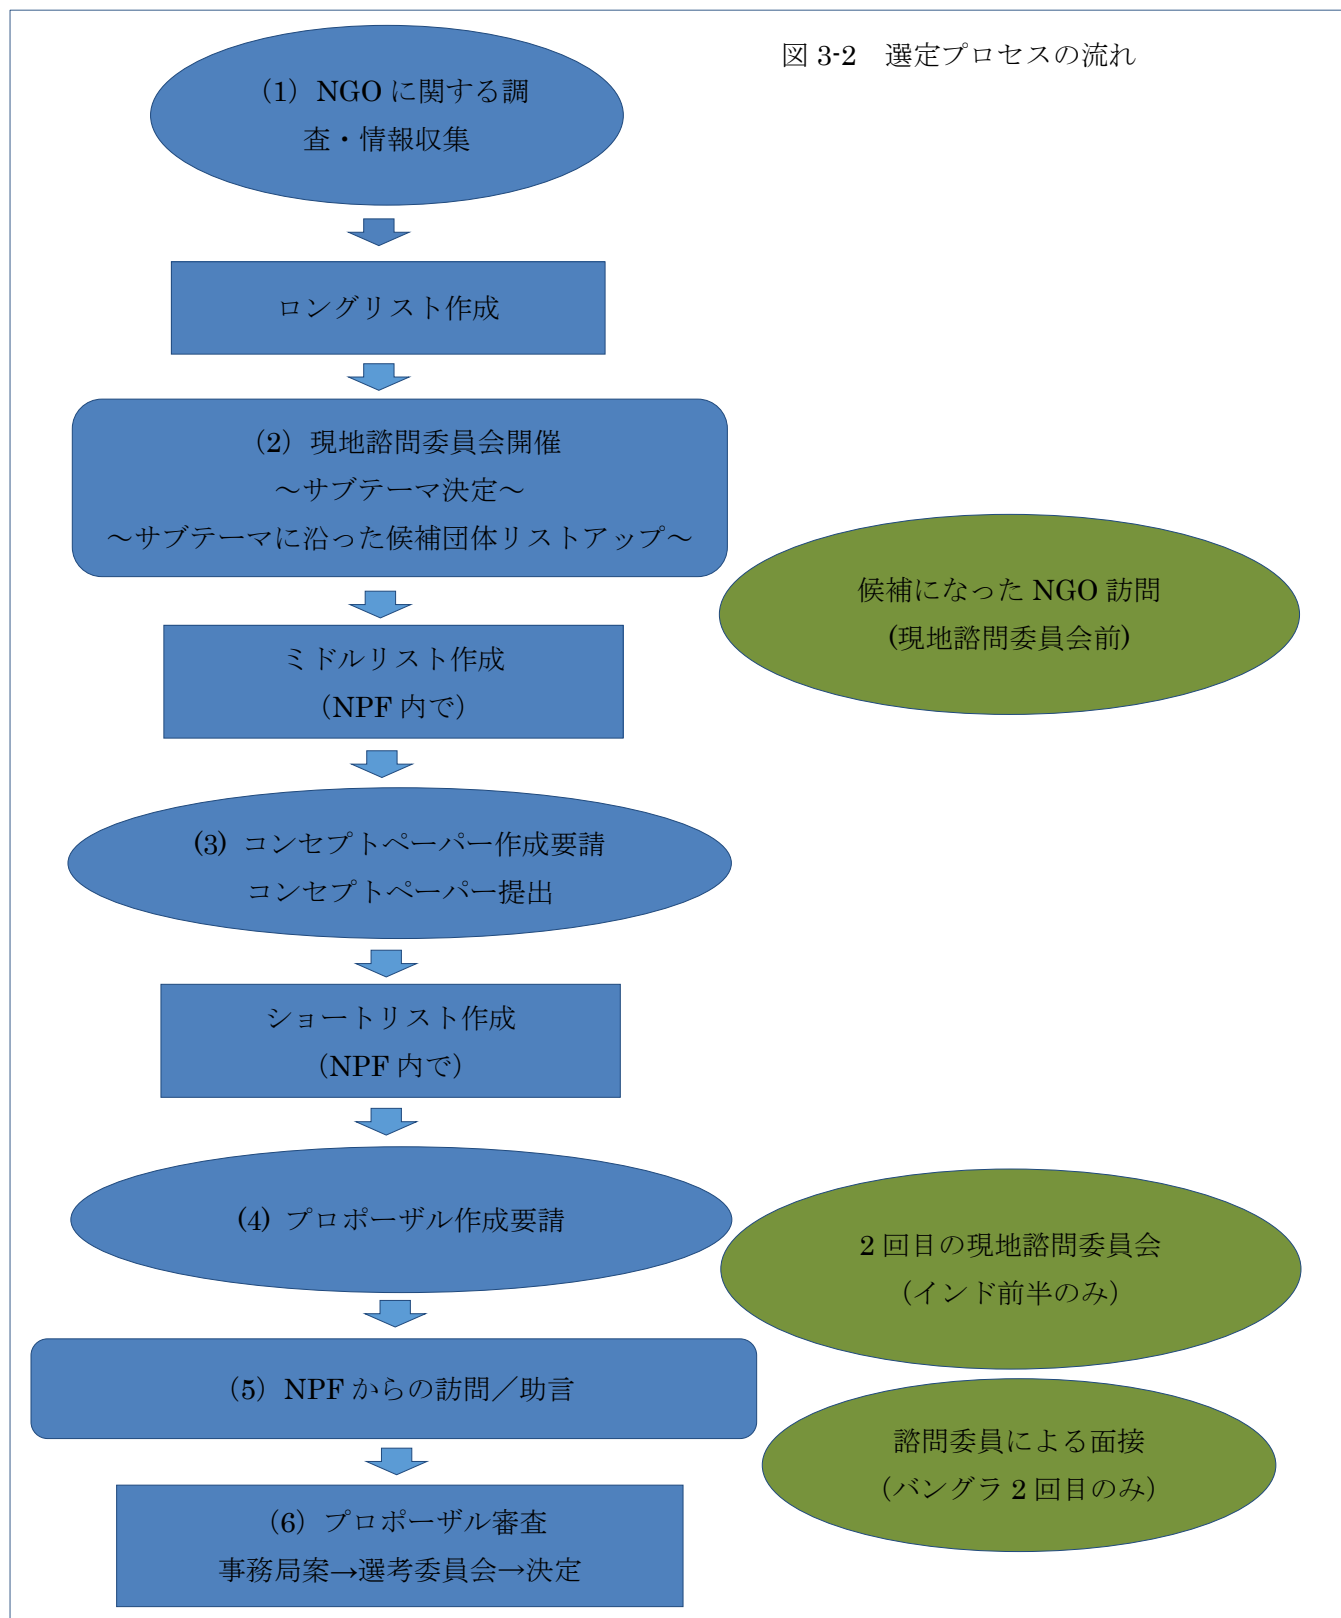 図 3-2　選定プロセスの流れ
（1）NGO に関する調
査・情報収集
ロングリスト作成
（2）現地諮問委員会開催
～サブテーマ決定～
～サブテーマに沿った候補団体リストアップ～
候補になった NGO 訪問
(現地諮問委員会前)
ミドルリスト作成
（NPF 内で）
(3) コンセプトペーパー作成要請
コンセプトペーパー提出
ショートリスト作成
（NPF 内で）
(4) プロポーザル作成要請
2 回目の現地諮問委員会
（インド前半のみ）
（5）NPF からの訪問／助言
諮問委員による面接
（バングラ 2 回目のみ）
（6）プロポーザル審査
事務局案→選考委員会→決定